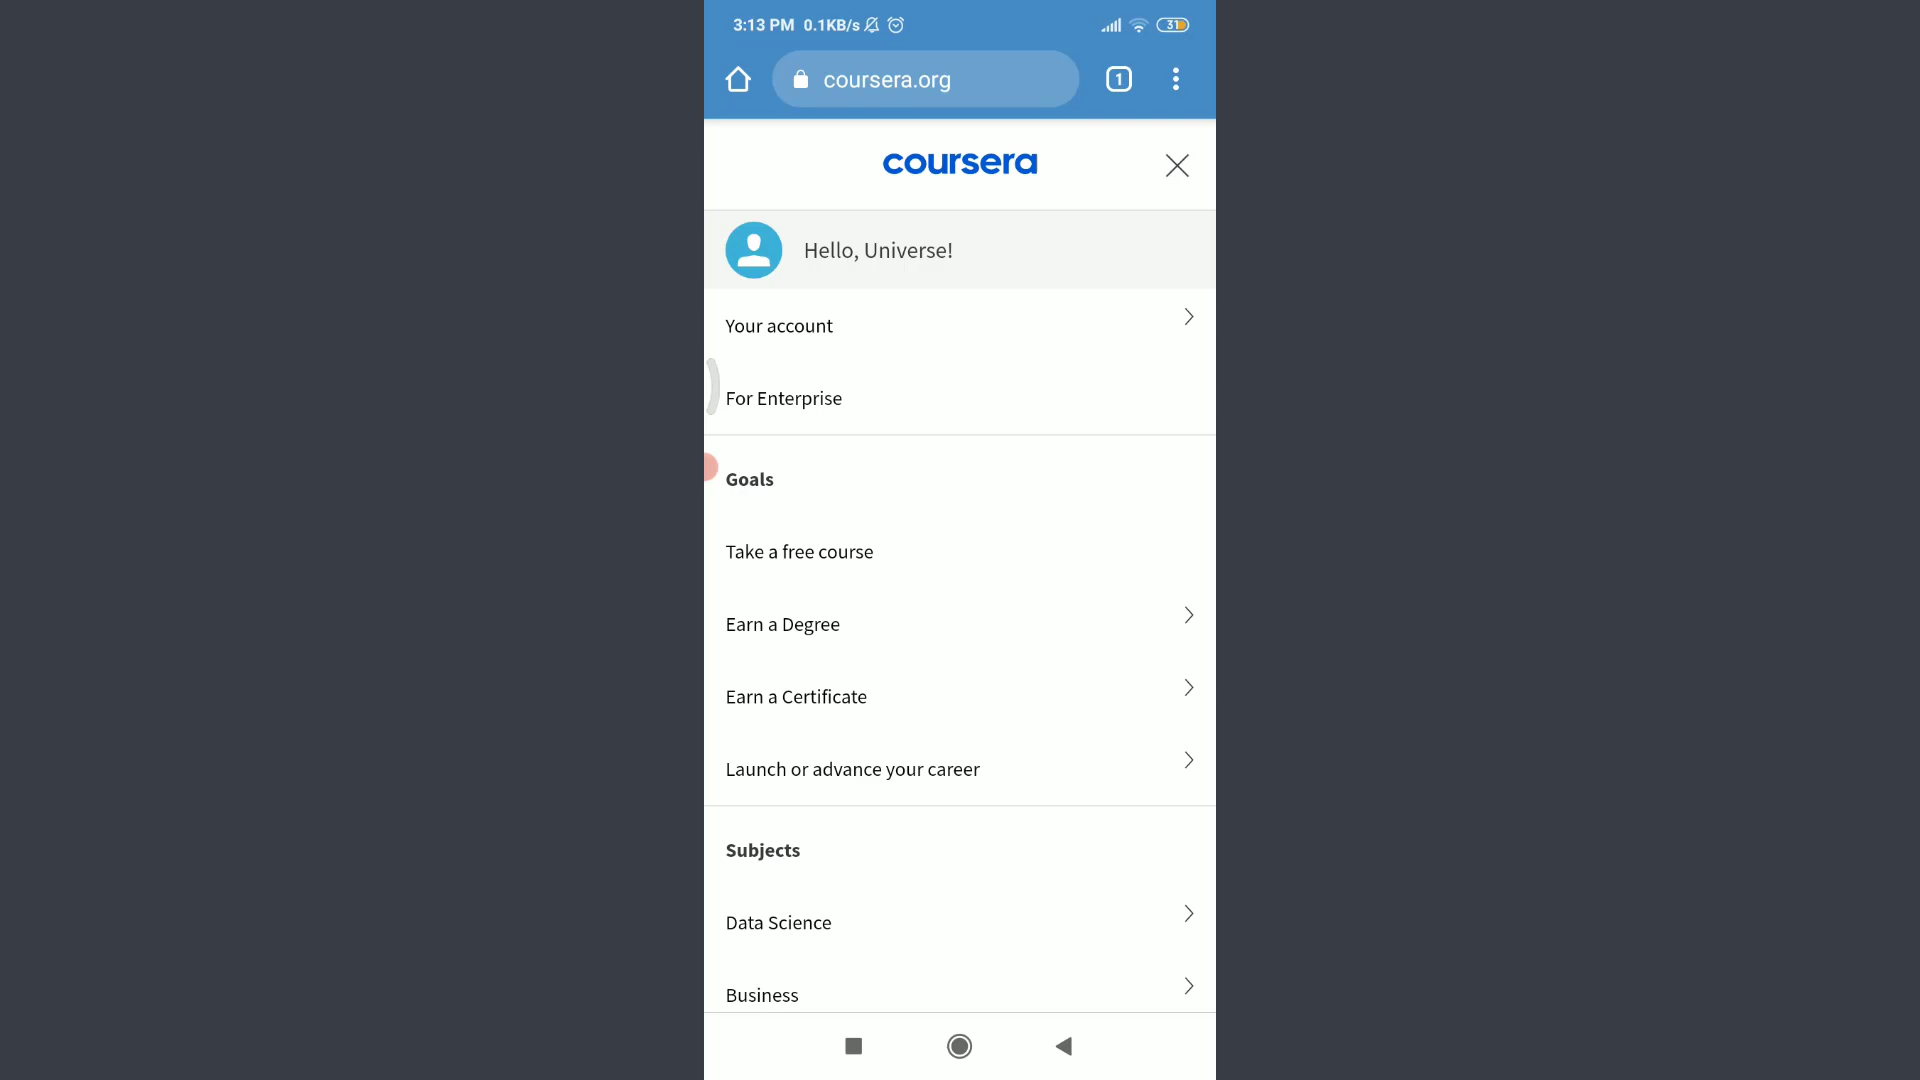 3:13 PM 0.1KB/s 31
coursera.org 1
coursera
Hello, Universe!
Your account
For Enterprise
Goals
Take a free course
Earn a Degree
Earn a Certificate
Launch or advance your career
Subjects
Data Science
Business